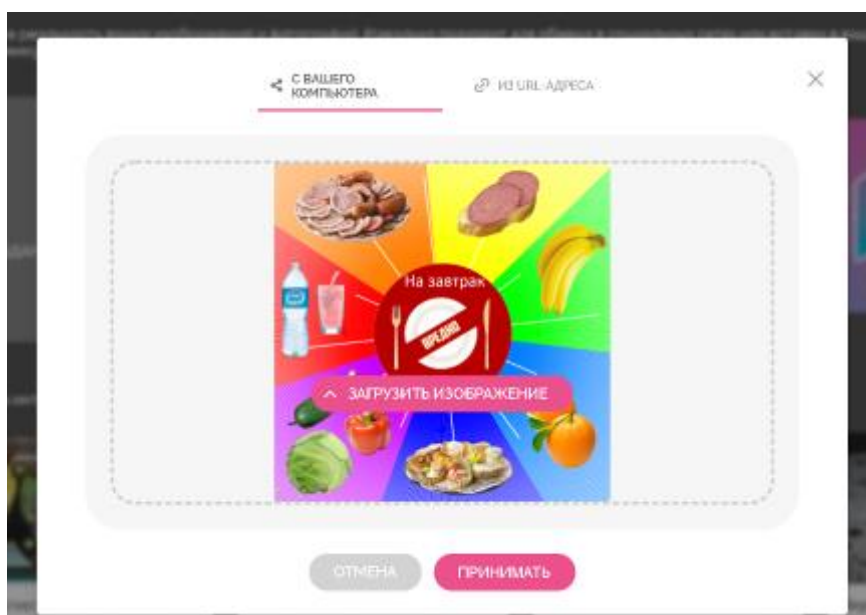 С ВАШЕГО
КОМПЬЮТЕРА
ИЗ URL-АДРЕСА
На завтрак
ВРЕДНО
ЗАГРУЗИТЬ ИЗОБРАЖЕНИЕ
ОТМЕНА
ПРИНИМАТЬ